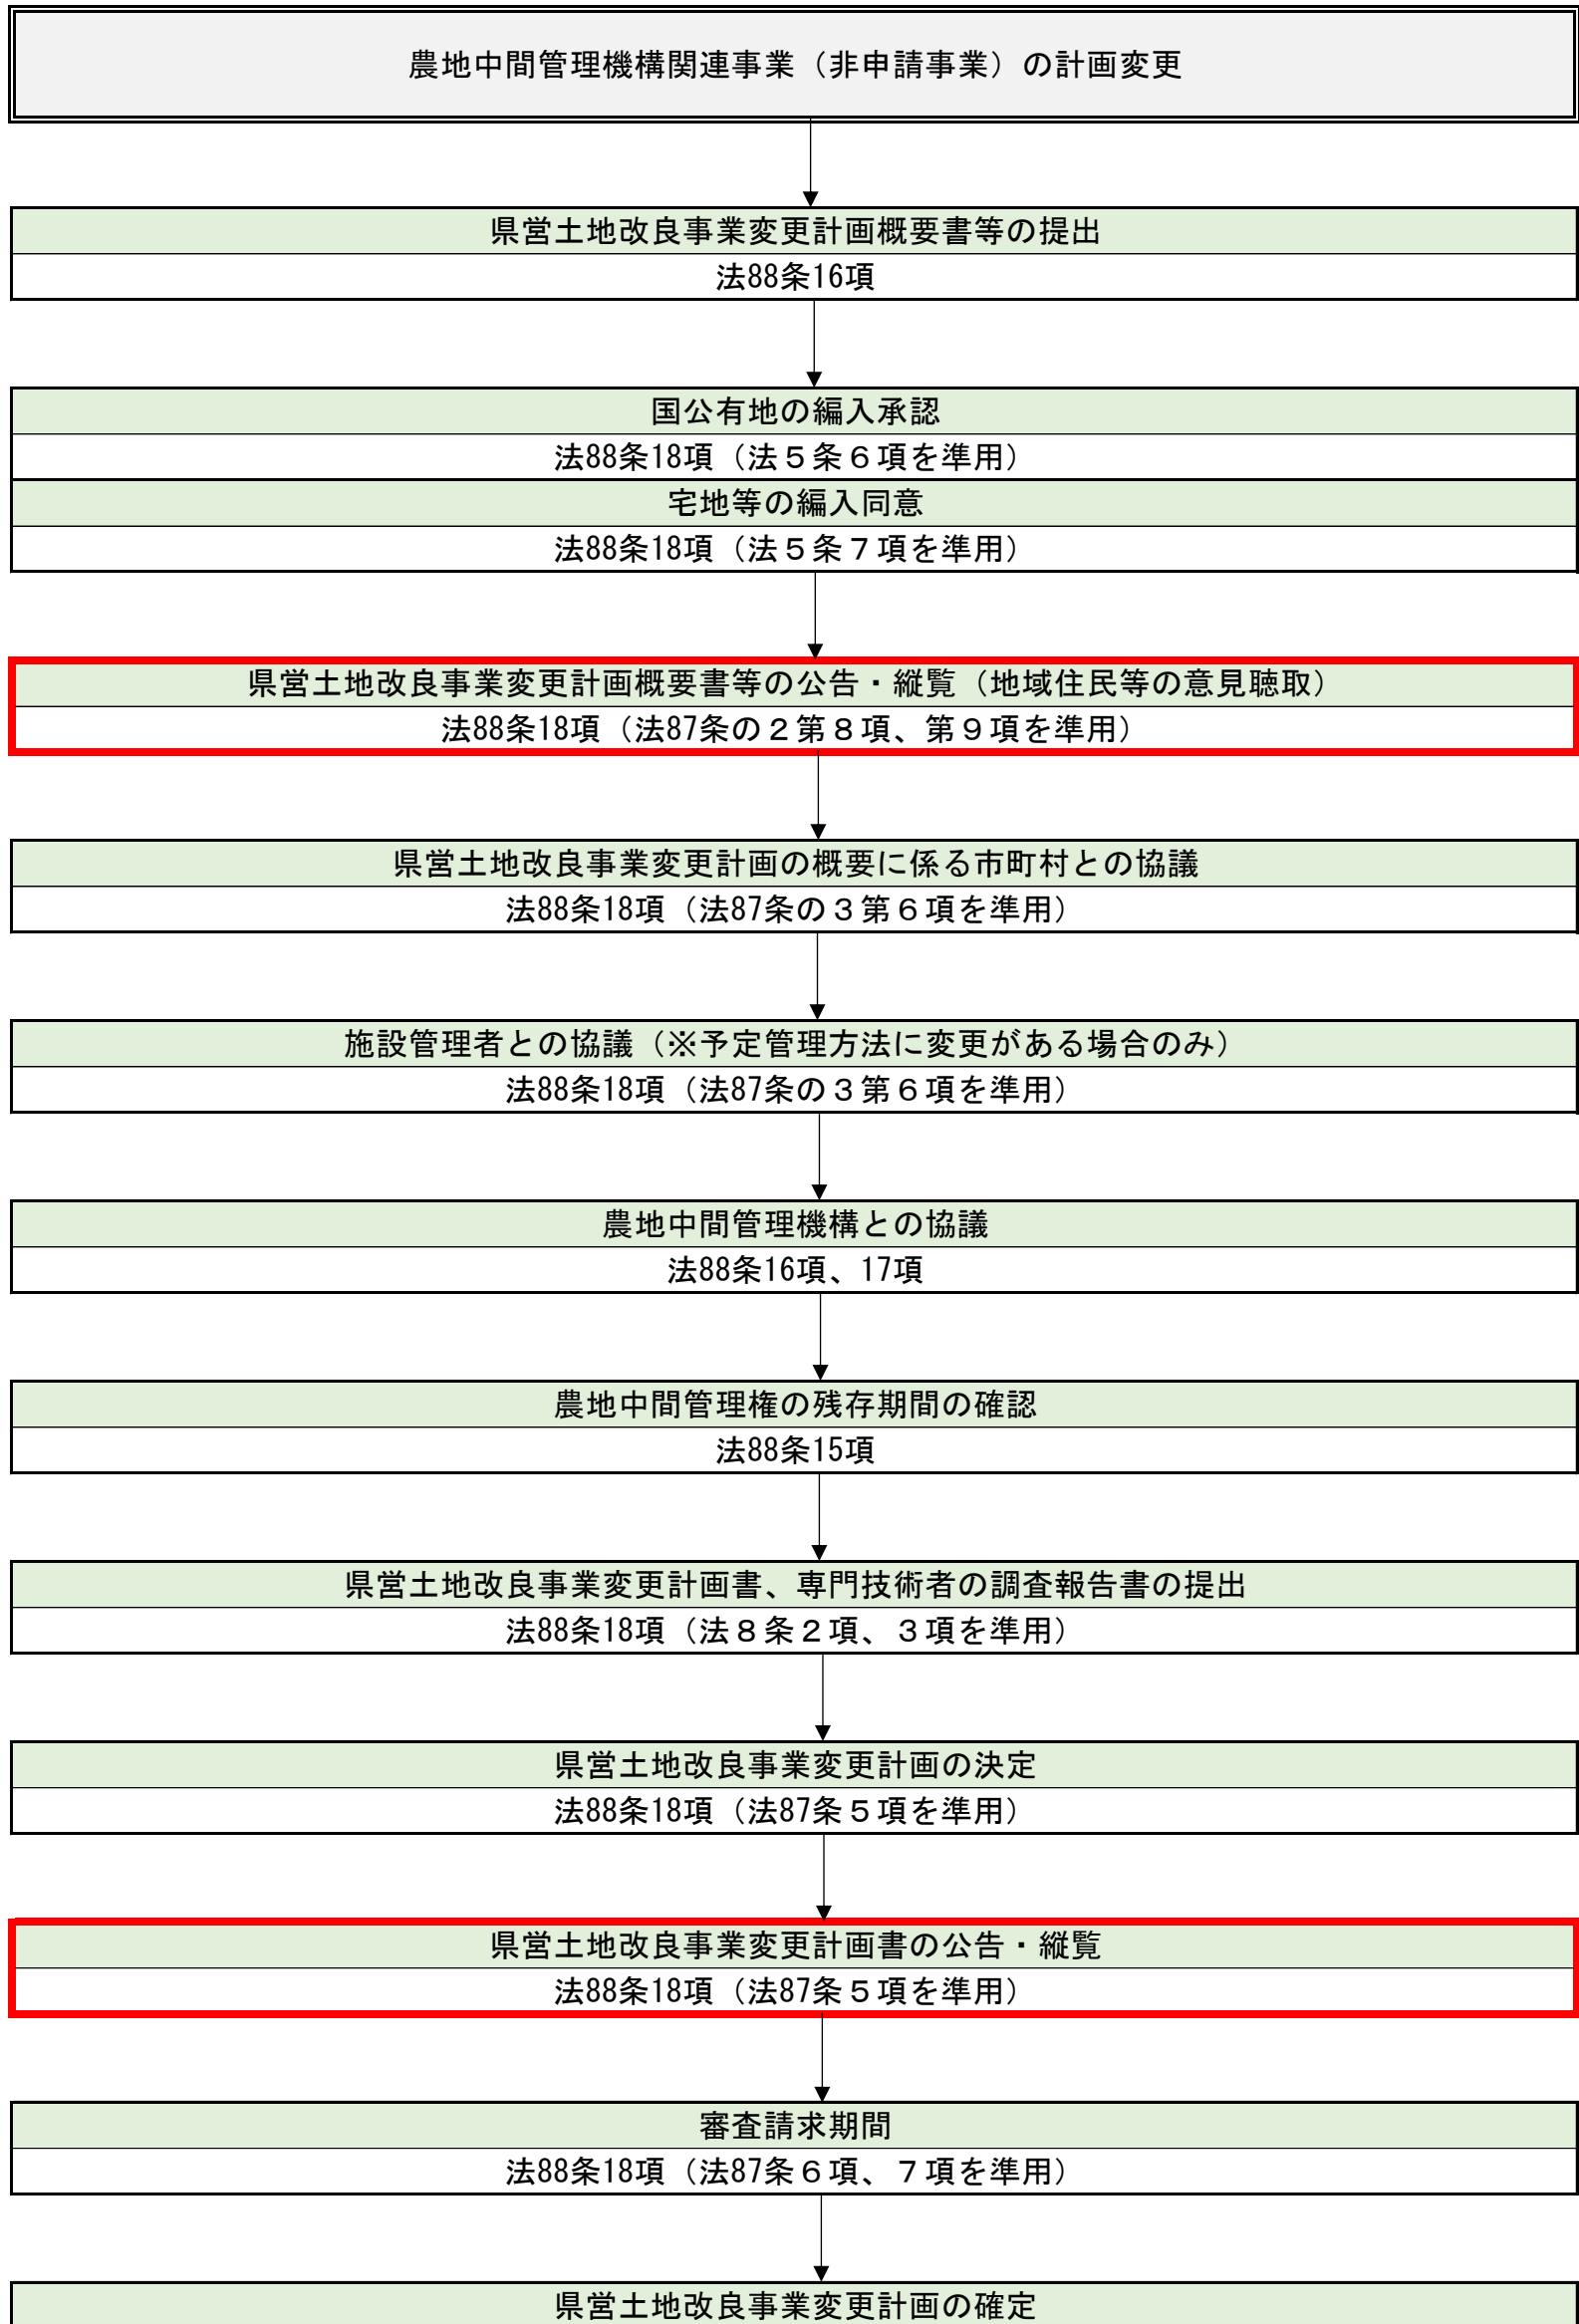 農地中間管理機構関連事業（非申請事業）の計画変更
県営土地改良事業変更計画概要書等の提出
法88条16項
国公有地の編入承認
法88条18項（法５条６項を準用）
宅地等の編入同意
法88条18項（法５条７項を準用）
県営土地改良事業変更計画概要書等の公告・縦覧（地域住民等の意見聴取）
法88条18項（法87条の２第８項、第９項を準用）
県営土地改良事業変更計画の概要に係る市町村との協議
法88条18項（法87条の３第６項を準用）
施設管理者との協議（※予定管理方法に変更がある場合のみ）
法88条18項（法87条の３第６項を準用）
農地中間管理機構との協議
法88条16項、17項
農地中間管理権の残存期間の確認
法88条15項
県営土地改良事業変更計画書、専門技術者の調査報告書の提出
法88条18項（法８条２項、３項を準用）
県営土地改良事業変更計画の決定
法88条18項（法87条５項を準用）
県営土地改良事業変更計画書の公告・縦覧
法88条18項（法87条５項を準用）
審査請求期間
法88条18項（法87条６項、７項を準用）
県営土地改良事業変更計画の確定